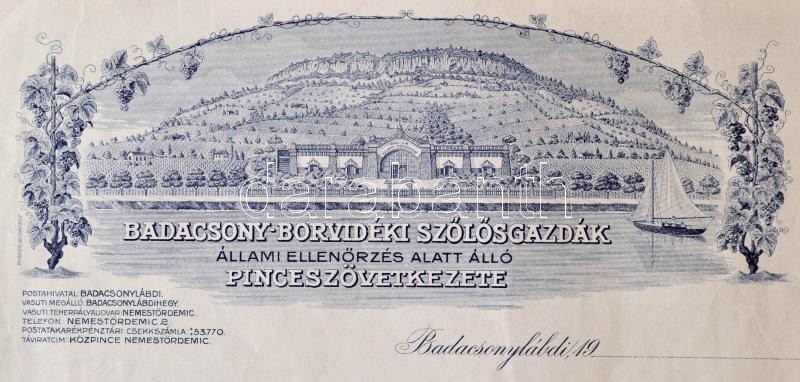 BADACSONY-BORVIDÉKI SZŐLŐSGAZDÁK
ÁLLAMI ELLENŐRZÉS ALATT ÁLLÓ
PINCESZÖVETKEZETE
POSTAHIVATAL: BADACSONYLÁBDI.
VASUTI MEGÁLLÓ: BADACSONYLÁBDIHEGY.
VASUTI TEHERPÁLYAUDVAR: NEMESTÖRDEMIC.
TELEFON: NEMESTÖRDEMIC 2.
POSTATAKARÉKPÉNZTÁRI CSEKKSZÁMLA: 53770.
TÁVIRATCIM: KÖZPINCE NEMESTÖRDEMIC.
Badacsonylábdi, 19
darabanth